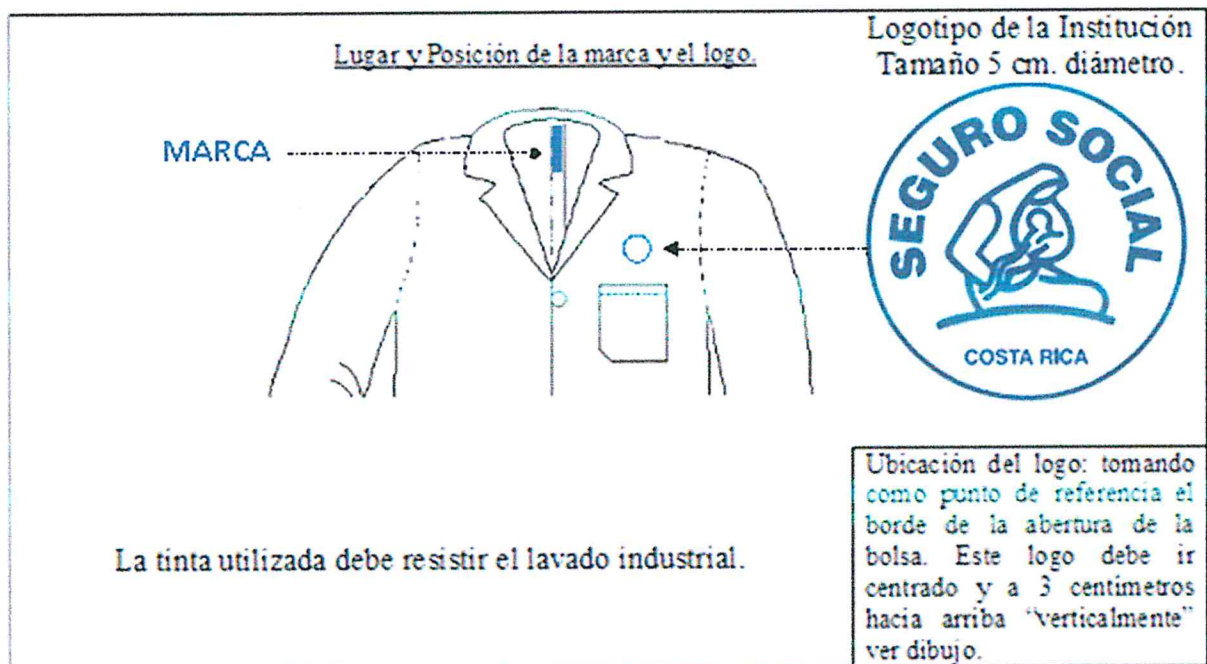 Lugar y Posición de la marca y el logo.
Logotipo de la Institución
Tamaño 5 cm. diámetro.
MARCA
SEGURO SOCIAL
COSTA RICA
Ubicación del logo: tomando
como punto de referencia el
borde de la abertura de la
bolsa. Este logo debe ir
centrado y a 3 centímetros
hacia arriba “verticalmente”
ver dibujo.
La tinta utilizada debe resistir el lavado industrial.